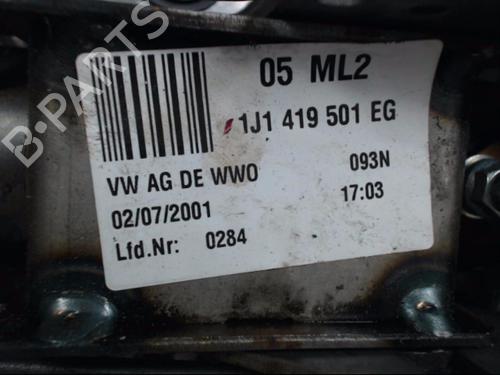 B-PARTS
05 ML2
1J1 419 501 EG
VW AG DE WWO 093N
02/07/2001 17:03
Lfd.Nr: 0284